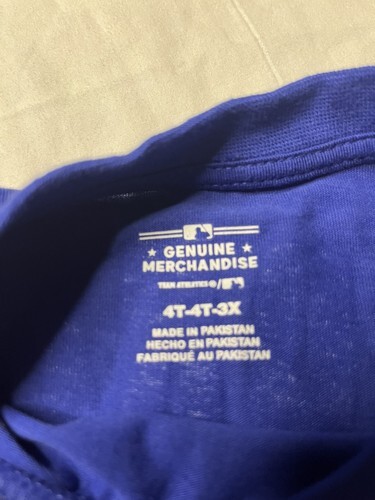 ★ GENUINE ★
MERCHANDISE
TEAM ATHLETICS ®/
4T-4T-3X
MADE IN PAKISTAN
HECHO EN PAKISTAN
FABRIQUÉ AU PAKISTAN